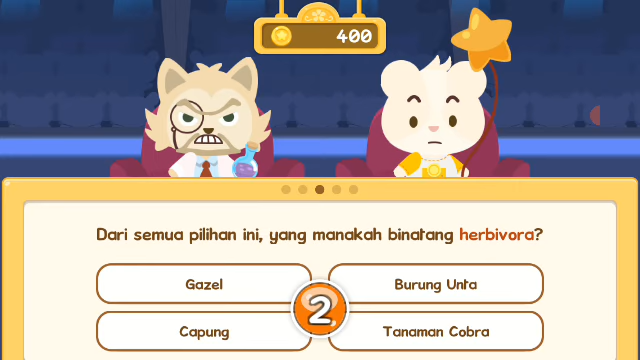 400
Dari semua pilihan ini, yang manakah binatang herbivora?
Gazel
Burung Unta
2
Capung
Tanaman Cobra